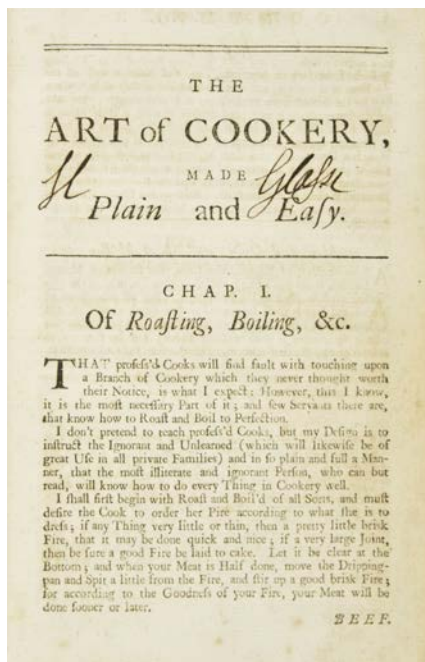 THE
ART of COOKERY,
MADE
H Glasse
Plain and Eaſy.
CHAP. I.
Of Roaſting, Boiling, &c.
THAT profeſs'd Cooks will find fault with touching upon
a Branch of Cookery which they never thought worth
their Notice, is what I expect: However, this I know,
it is the moſt neceſſary Part of it; and few Servants there are,
that know how to Roaſt and Boil to Perfection.
I don't pretend to teach profeſs'd Cooks, but my Deſign is to
inſtruct the Ignorant and Unlearned (which will likewiſe be of
great Uſe in all private Families) and in ſo plain and full a Man-
ner, that the moſt illiterate and ignorant Perſon, who can but
read, will know how to do every Thing in Cookery well.
I ſhall firſt begin with Roaſt and Boil'd of all Sorts, and muſt
deſire the Cook to order her Fire according to what ſhe is to
dreſs; if any Thing very little or thin, then a pretty little brisk
Fire, that it may be done quick and nice; if a very large Joint,
then be ſure a good Fire be laid to cake. Let it be clear at the
Bottom; and when your Meat is Half done, move the Dripping-
pan and Spit a little from the Fire, and ſtir up a good brisk Fire;
for according to the Goodneſs of your Fire, your Meat will be
done ſooner or later.
BEEF.